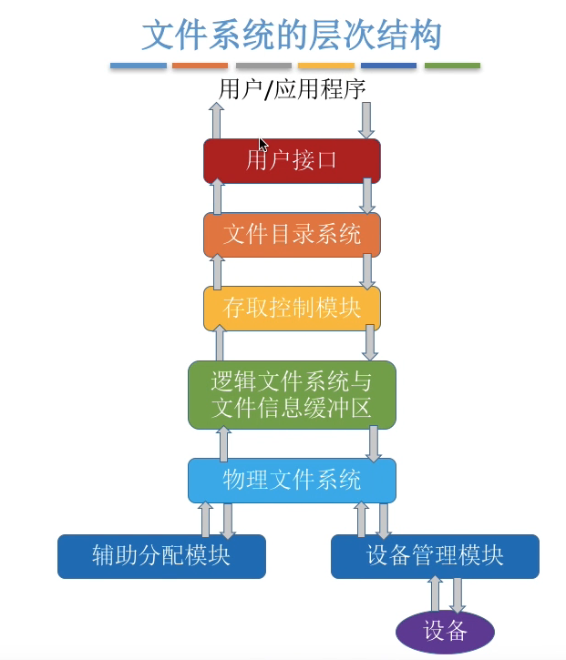 文件系统的层次结构
用户/应用程序
用户接口
文件目录系统
存取控制模块
逻辑文件系统与
文件信息缓冲区
物理文件系统
辅助分配模块
设备管理模块
设备